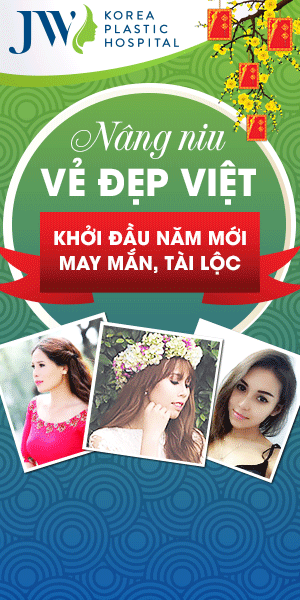 JW KOREA
PLASTIC
HOSPITAL
Nâng niu
VẺ ĐẸP VIỆT
KHỞI ĐẦU NĂM MỚI
MAY MẮN, TÀI LỘC